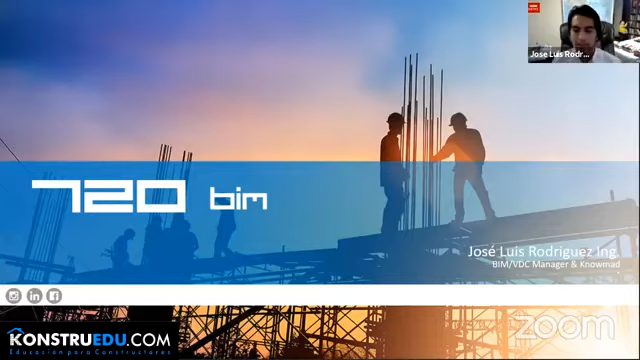 Jose Luis Rodr...
720 bim
José Luis Rodriguez Ing.
BIM/VDC Manager & Knowmad
KONSTRUEDU.COM
Educación para Constructores
zoom